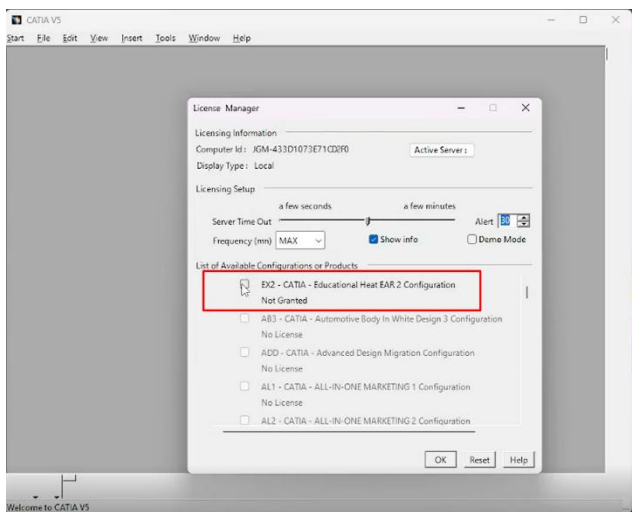 CATIA V5
Start File Edit View Insert Tools Window Help
License Manager
Licensing Information
Computer Id : JGM-433D1073E71CD2F0 Active Server :
Display Type : Local
Licensing Setup
a few seconds a few minutes
Server Time Out Alert 30
Frequency (mn) MAX Show info Demo Mode
List of Available Configurations or Products
EX2 - CATIA - Educational Heat EAR 2 Configuration
Not Granted
AB3 - CATIA - Automotive Body In White Design 3 Configuration
No License
ADD - CATIA - Advanced Design Migration Configuration
No License
AL1 - CATIA - ALL-IN-ONE MARKETING 1 Configuration
No License
AL2 - CATIA - ALL-IN-ONE MARKETING 2 Configuration
OK Reset Help
Welcome to CATIA V5